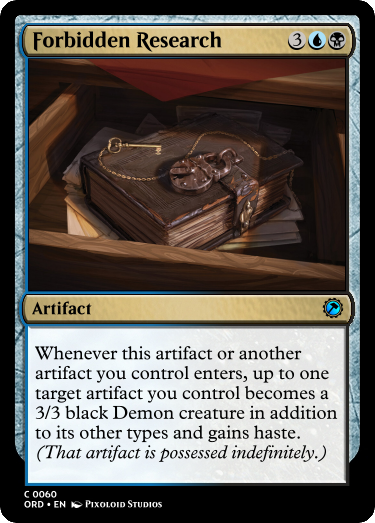 Forbidden Research 3
Artifact
Whenever this artifact or another
artifact you control enters, up to one
target artifact you control becomes a
3/3 black Demon creature in addition
to its other types and gains haste.
(That artifact is possessed indefinitely.)
C 0060
ORD • EN Pixoloid Studios